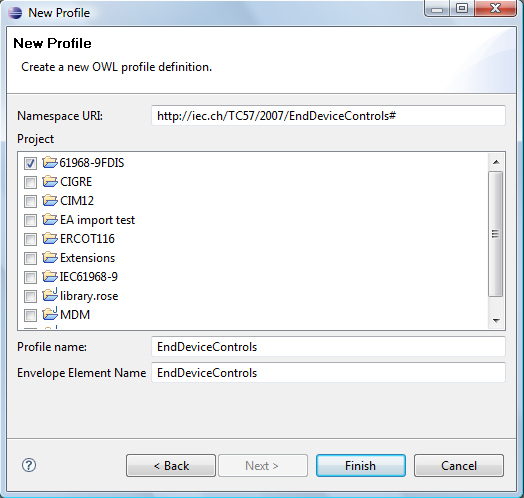 New Profile
New Profile
Create a new OWL profile definition.
Namespace URI: http://iec.ch/TC57/2007/EndDeviceControls#
Project
61968-9FDIS
CIGRE
CIM12
EA import test
ERCOT116
Extensions
IEC61968-9
library.rose
MDM
Profile name: EndDeviceControls
Envelope Element Name EndDeviceControls
? < Back Next > Finish Cancel